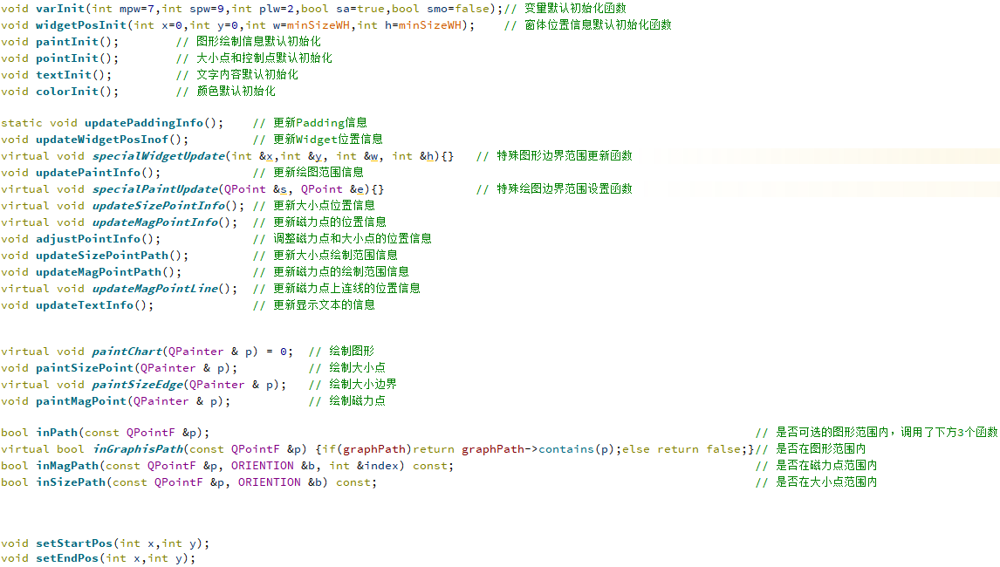 void varInit(int mpw=7,int spw=9,int plw=2,bool sa=true,bool smo=false);// 变量默认初始化函数
void widgetPosInit(int x=0,int y=0,int w=minSizeWH,int h=minSizeWH);    // 窗体位置信息默认初始化函数
void paintInit();        // 图形绘制信息默认初始化
void pointInit();        // 大小点和控制点默认初始化
void textInit();         // 文字内容默认初始化
void colorInit();        // 颜色默认初始化
static void updatePaddingInfo();    // 更新Padding信息
void updateWidgetPosInof();         // 更新Widget位置信息
virtual void specialWidgetUpdate(int &x,int &y, int &w, int &h){}   // 特殊图形边界范围更新函数
void updatePaintInfo();             // 更新绘图范围信息
virtual void specialPaintUpdate(QPoint &s, QPoint &e){}             // 特殊绘图边界范围设置函数
virtual void updateSizePointInfo(); // 更新大小点位置信息
virtual void updateMagPointInfo();  // 更新磁力点的位置信息
void adjustPointInfo();             // 调整磁力点和大小点的位置信息
void updateSizePointPath();         // 更新大小点绘制范围信息
void updateMagPointPath();          // 更新磁力点的绘制范围信息
virtual void updateMagPointLine();  // 更新磁力点上连线的位置信息
void updateTextInfo();              // 更新显示文本的信息
virtual void paintChart(QPainter & p) = 0;  // 绘制图形
void paintSizePoint(QPainter & p);          // 绘制大小点
virtual void paintSizeEdge(QPainter & p);   // 绘制大小边界
void paintMagPoint(QPainter & p);           // 绘制磁力点
bool inPath(const QPointF &p);                                                                              // 是否可选的图形范围内，调用了下方3个函数
virtual bool inGraphisPath(const QPointF &p) {if(graphPath)return graphPath->contains(p);else return false;}// 是否在图形范围内
bool inMagPath(const QPointF &p, ORIENTION &b, int &index) const;                                           // 是否在磁力点范围内
bool inSizePath(const QPointF &p, ORIENTION &b) const;                                                      // 是否在大小点范围内
void setStartPos(int x,int y);
void setEndPos(int x,int y);